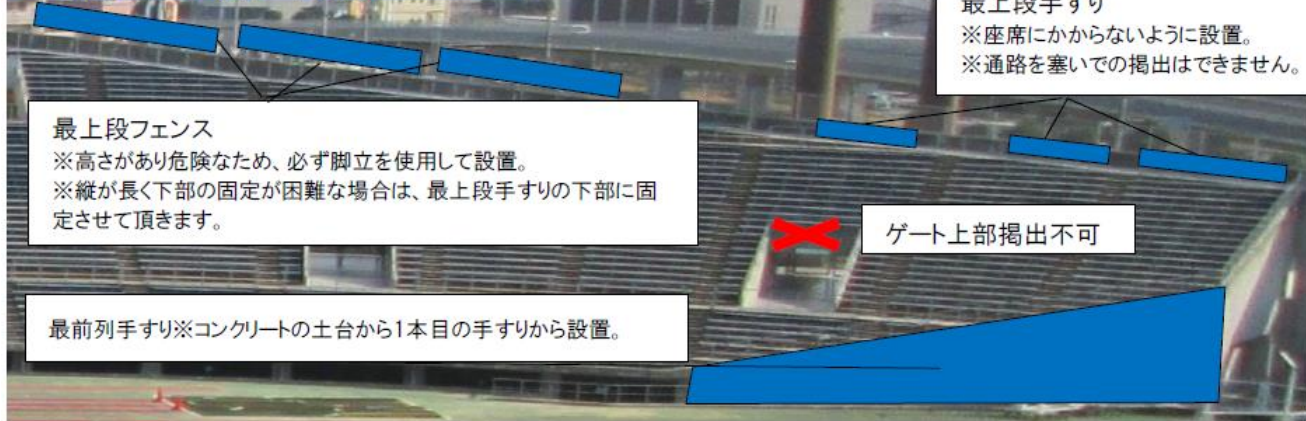 最上段手すり
※座席にかからないように設置。
※通路を塞いでの掲出はできません。
最上段フェンス
※高さがあり危険なため、必ず脚立を使用して設置。
※縦が長く下部の固定が困難な場合は、最上段手すりの下部に固
定させて頂きます。
ゲート上部掲出不可
最前列手すり※コンクリートの土台から1本目の手すりから設置。